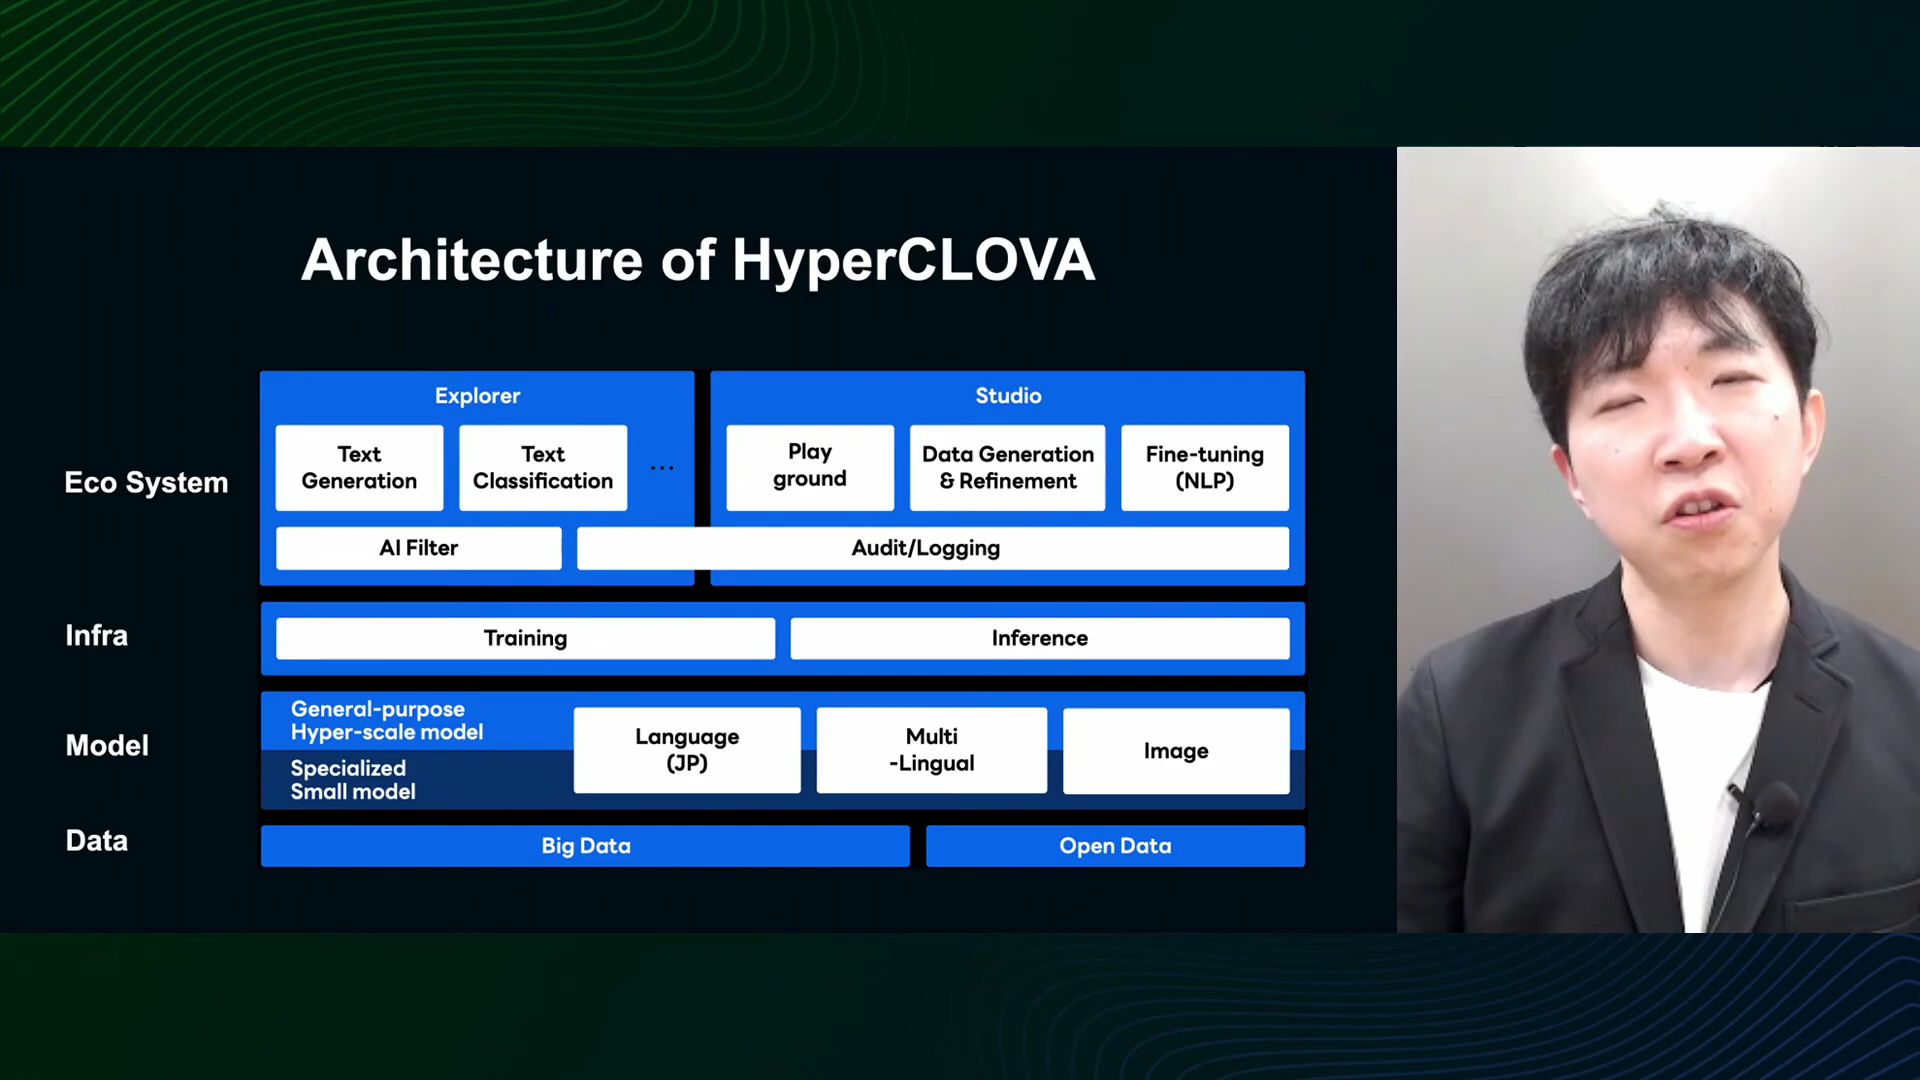 Architecture of HyperCLOVA
Eco System
Explorer
Text
Generation
Text
Classification
...
AI Filter
Studio
Play
ground
Data Generation
& Refinement
Fine-tuning
(NLP)
Audit/Logging
Infra
Training
Inference
Model
General-purpose
Hyper-scale model
Specialized
Small model
Language
(JP)
Multi
-Lingual
Image
Data
Big Data
Open Data